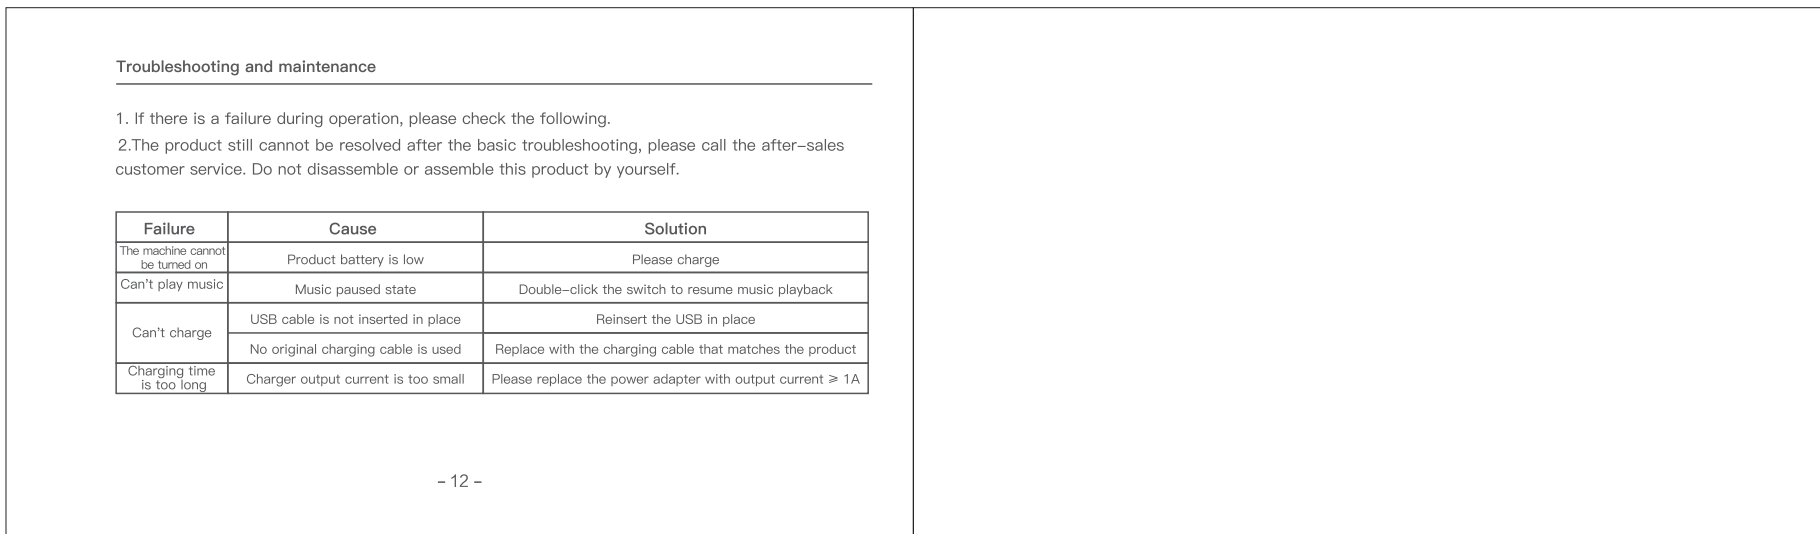 Troubleshooting and maintenance
1. If there is a failure during operation, please check the following.
2.The product still cannot be resolved after the basic troubleshooting, please call the after-sales
customer service. Do not disassemble or assemble this product by yourself.
Failure Cause Solution
The machine cannot
be turned on
Product battery is low
Please charge
Can't play music
Music paused state
Double-click the switch to resume music playback
Can't charge
USB cable is not inserted in place
Reinsert the USB in place
No original charging cable is used
Replace with the charging cable that matches the product
Charging time
is too long
Charger output current is too small
Please replace the power adapter with output current ⩾ 1A
- 12 -